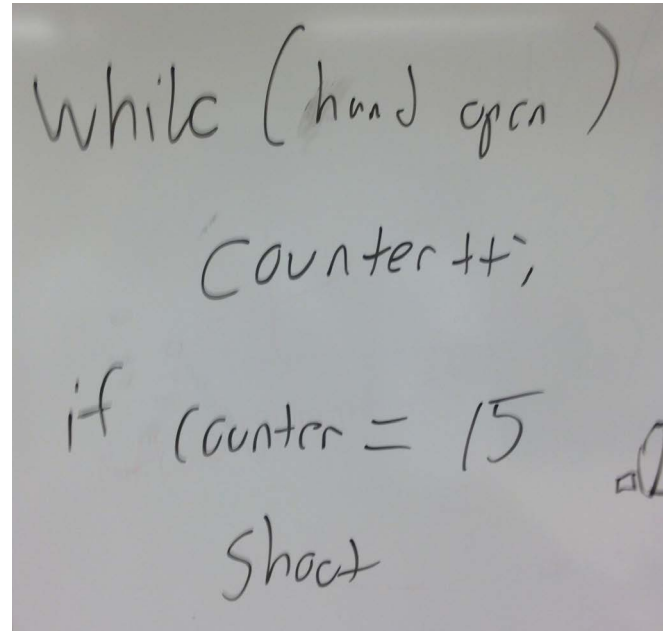 while (hand open)
counter++;
if counter = 15
shoot